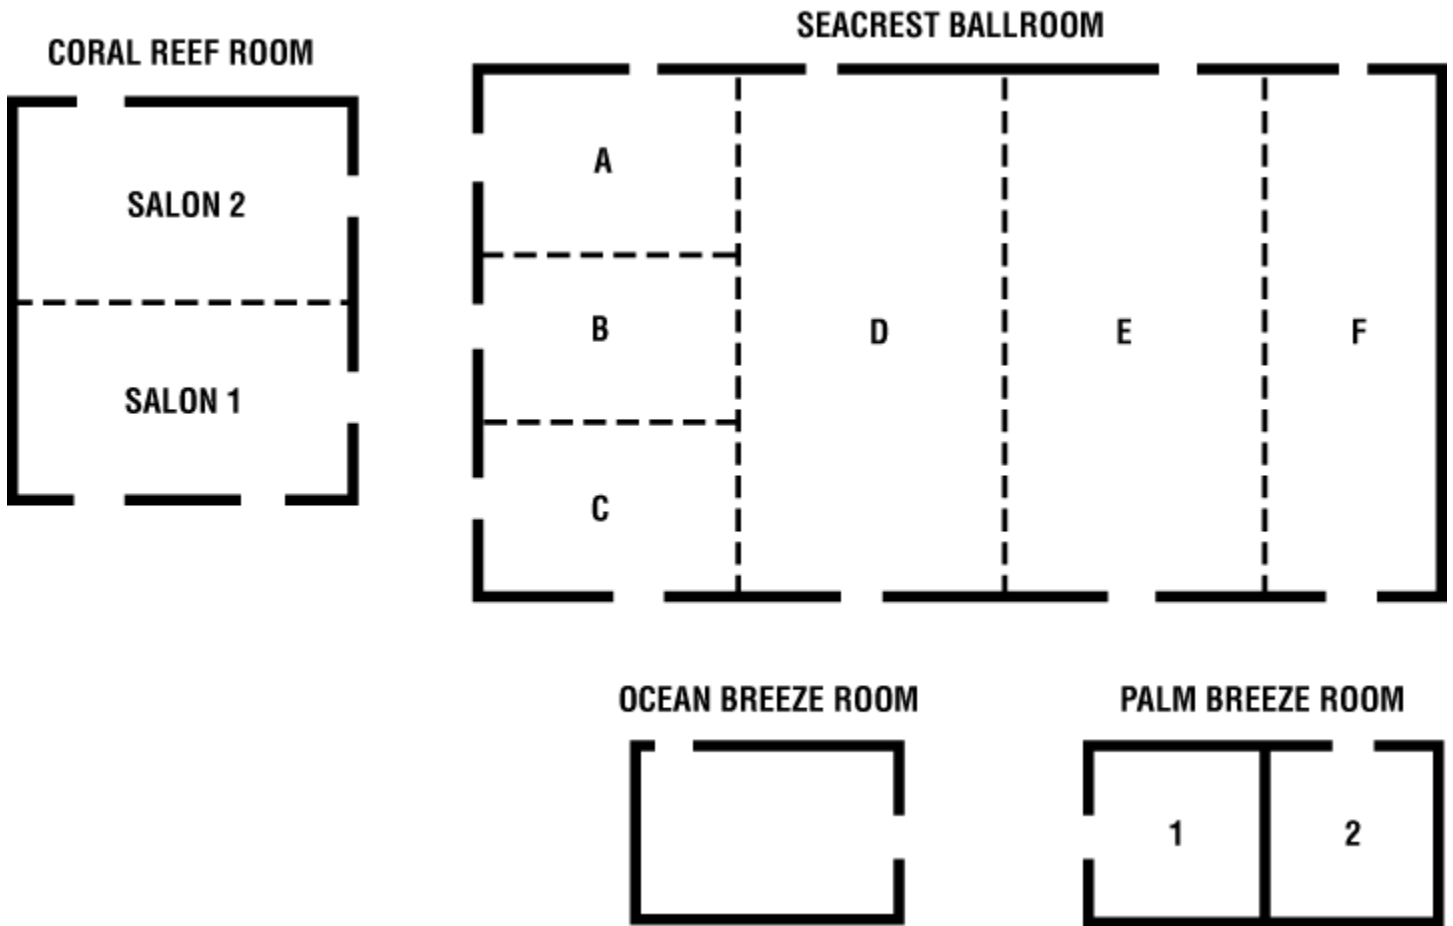 SEACREST BALLROOM
CORAL REEF ROOM
SALON 2
SALON 1
A
B
C
D
E
F
OCEAN BREEZE ROOM
PALM BREEZE ROOM
1
2